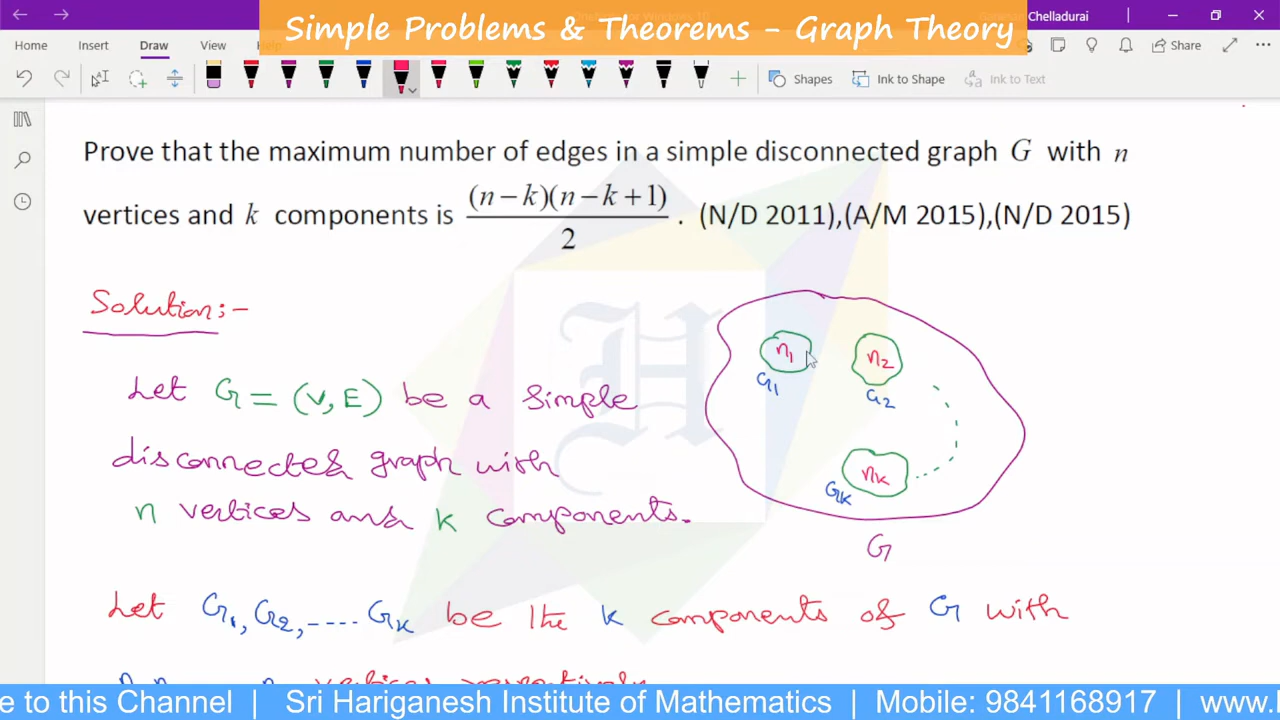 Simple Problems & Theorems - Graph Theory
Chelladurai
Home Insert Draw View
Shapes Ink to Shape Ink to Text Share
Prove that the maximum number of edges in a simple disconnected graph G with n
vertices and k components is (n−k)(n−k+1)/2 . (N/D 2011),(A/M 2015),(N/D 2015)
Solution:-
n1 n2
G1 G2
Let G = (V,E) be a simple
disconnected graph with
nk
Gk
n vertices and k components.
G
Let G1, G2, ---- Gk be the k components of G with
vertices respectively
e to this Channel | Sri Hariganesh Institute of Mathematics | Mobile: 9841168917 | www.